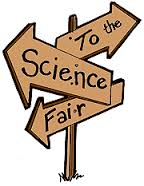 To the
Science
Fair